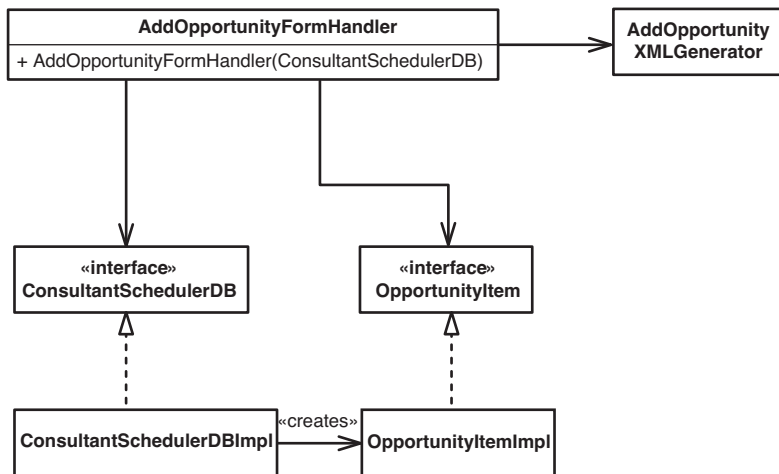 AddOpportunityFormHandler
+ AddOpportunityFormHandler(ConsultantSchedulerDB)
AddOpportunity
XMLGenerator
«interface»
ConsultantSchedulerDB
«interface»
OpportunityItem
ConsultantSchedulerDBImpl
«creates»
OpportunityItemImpl